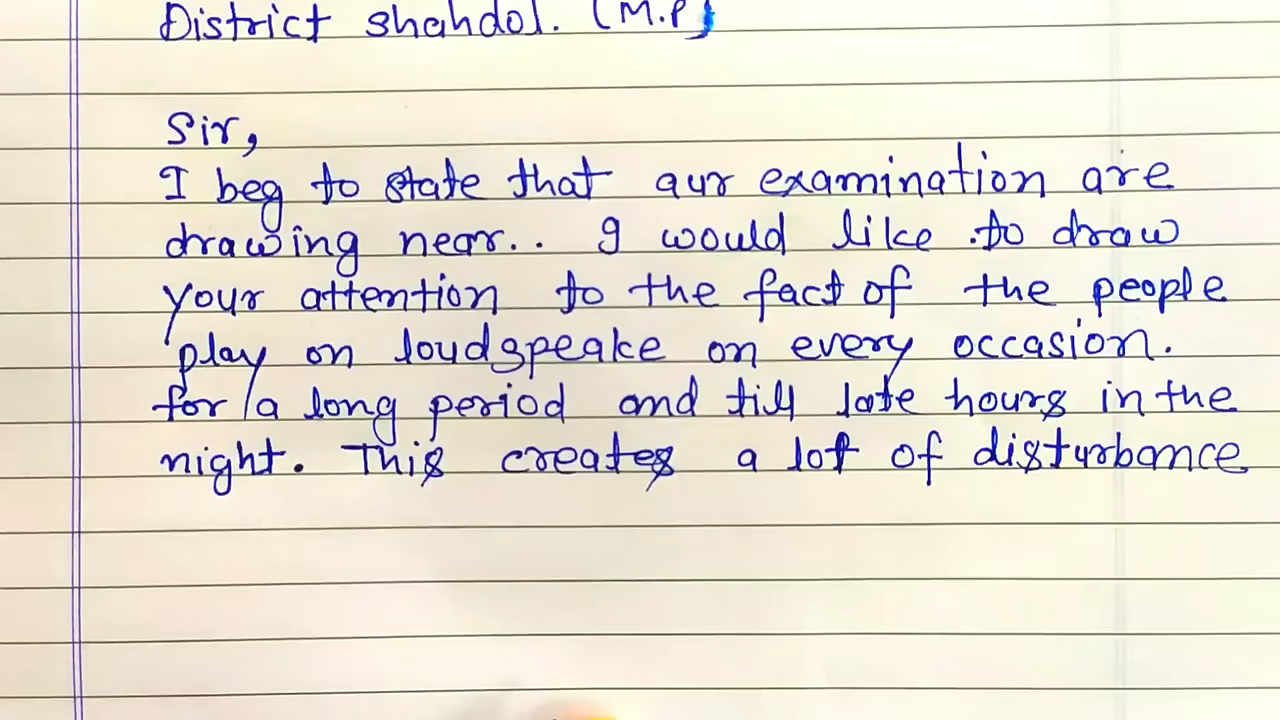 District Shahdol. (M.P)
Sir,
I beg to state that aur examination are
drawing near.. I would like to draw
your attention to the fact of the people
play on loudspeake on every occasion.
for a long period and till late hours in the
night. This creates a lot of disturbance